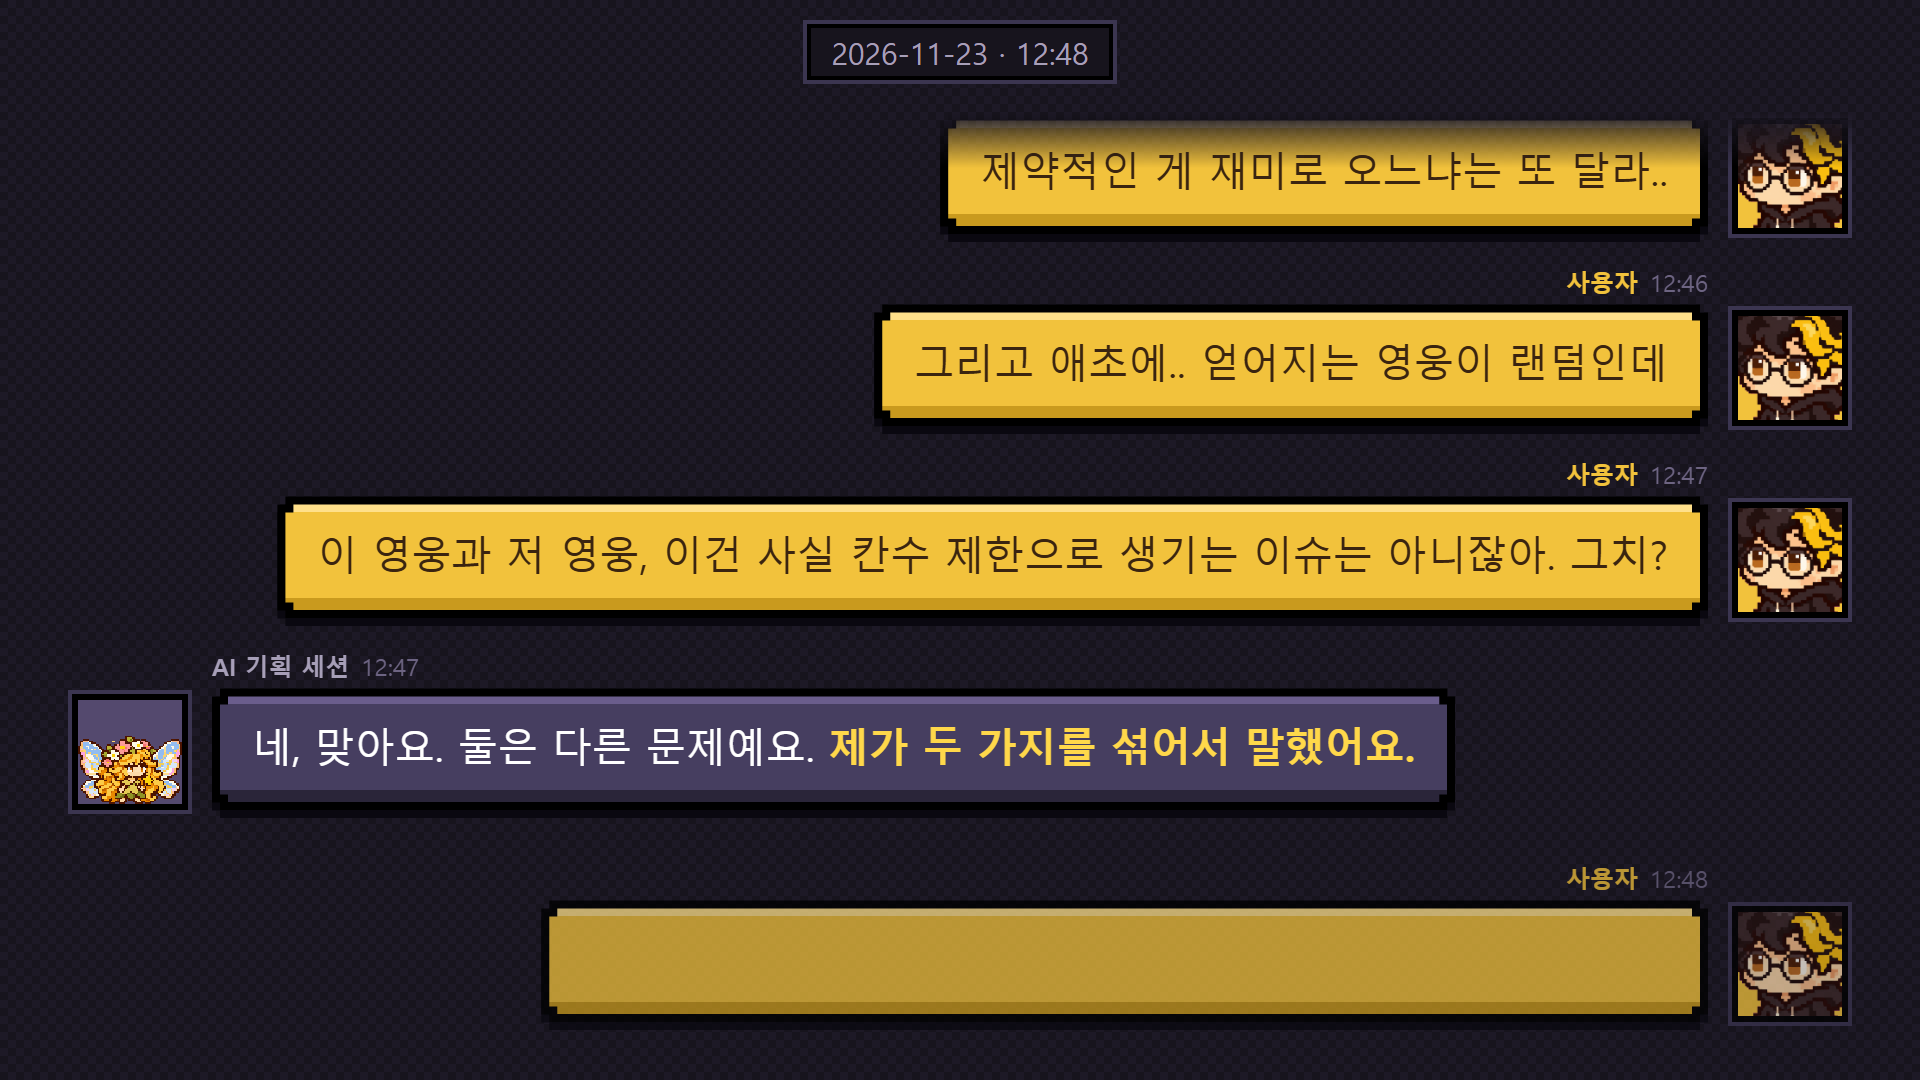 2026-11-23 · 12:48
제약적인 게 재미로 오느냐는 또 달라..
사용자 12:46
그리고 애초에.. 얻어지는 영웅이 랜덤인데
사용자 12:47
이 영웅과 저 영웅, 이건 사실 칸수 제한으로 생기는 이슈는 아니잖아. 그치?
AI 기획 세션 12:47
네, 맞아요. 둘은 다른 문제예요. 제가 두 가지를 섞어서 말했어요.
사용자 12:48